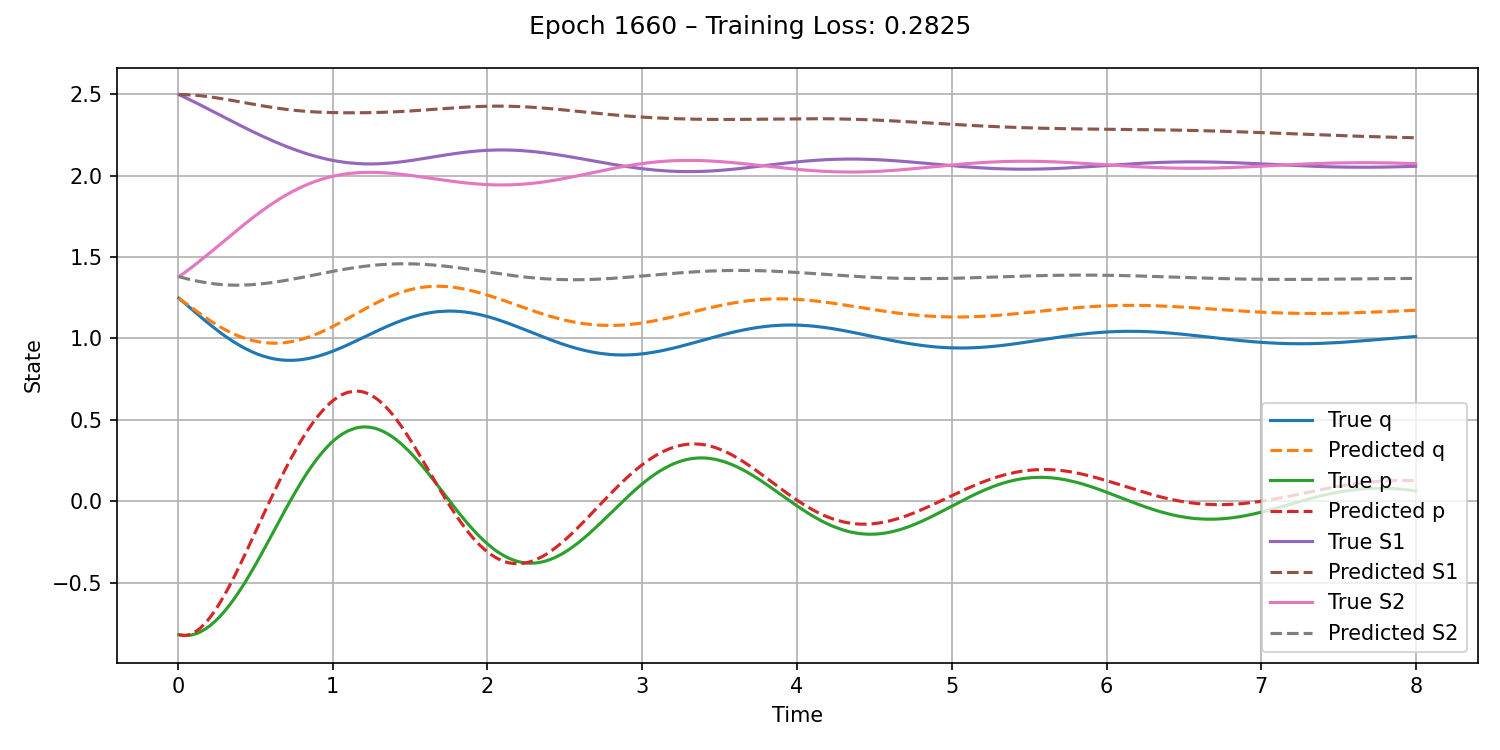 Epoch 1660 – Training Loss: 0.2825
State
2.5
2.0
1.5
1.0
0.5
0.0
−0.5
True q
Predicted q
True p
Predicted p
True S1
Predicted S1
True S2
Predicted S2
0 1 2 3 4 5 6 7 8
Time